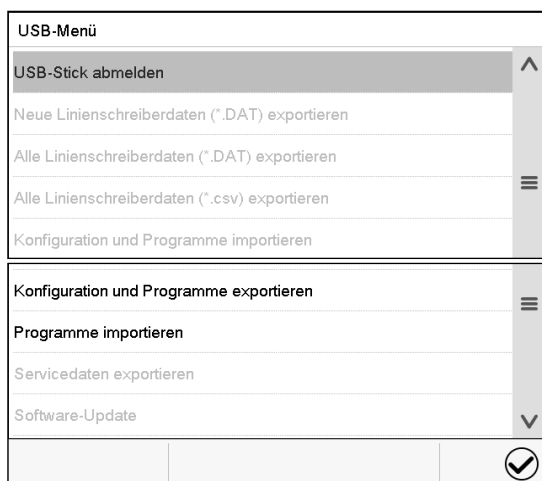 USB-Menü
USB-Stick abmelden
Neue Linienschreiberdaten (*.DAT) exportieren
Alle Linienschreiberdaten (*.DAT) exportieren
Alle Linienschreiberdaten (*.csv) exportieren
Konfiguration und Programme importieren
Konfiguration und Programme exportieren
Programme importieren
Servicedaten exportieren
Software-Update